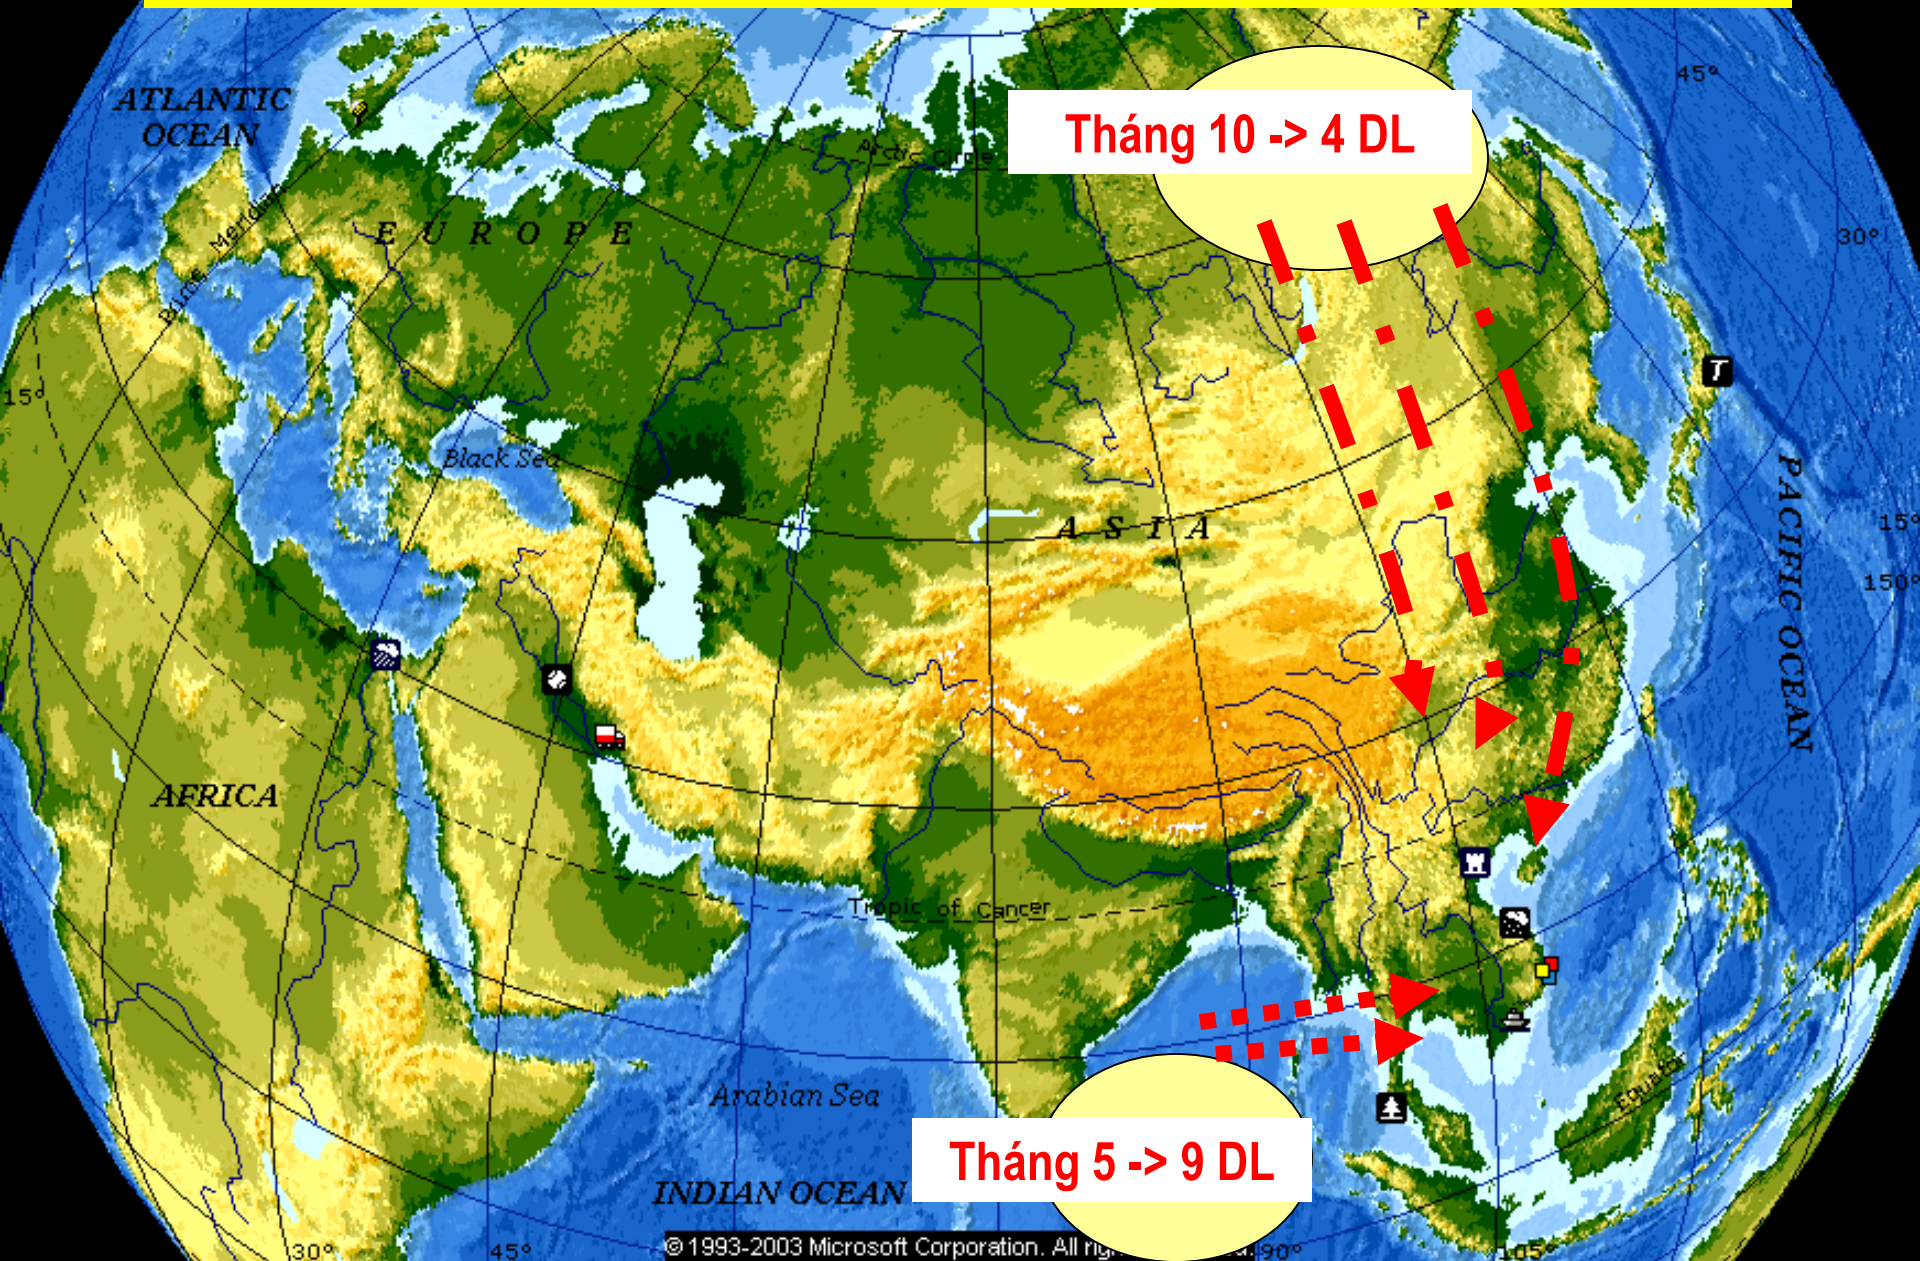 ATLANTIC
OCEAN
45°
Tháng 10 -> 4 DL
Arctic Circle
Prime Meridi
EUROPE
30°
15°
Black Sea
ASIA
PACIFIC OCEAN
15°
150°
AFRICA
Tropic of Cancer
Arabian Sea
Equator
Tháng 5 -> 9 DL
INDIAN OCEAN
© 1993-2003 Microsoft Corporation. All rig
30°
45°
90°
105°